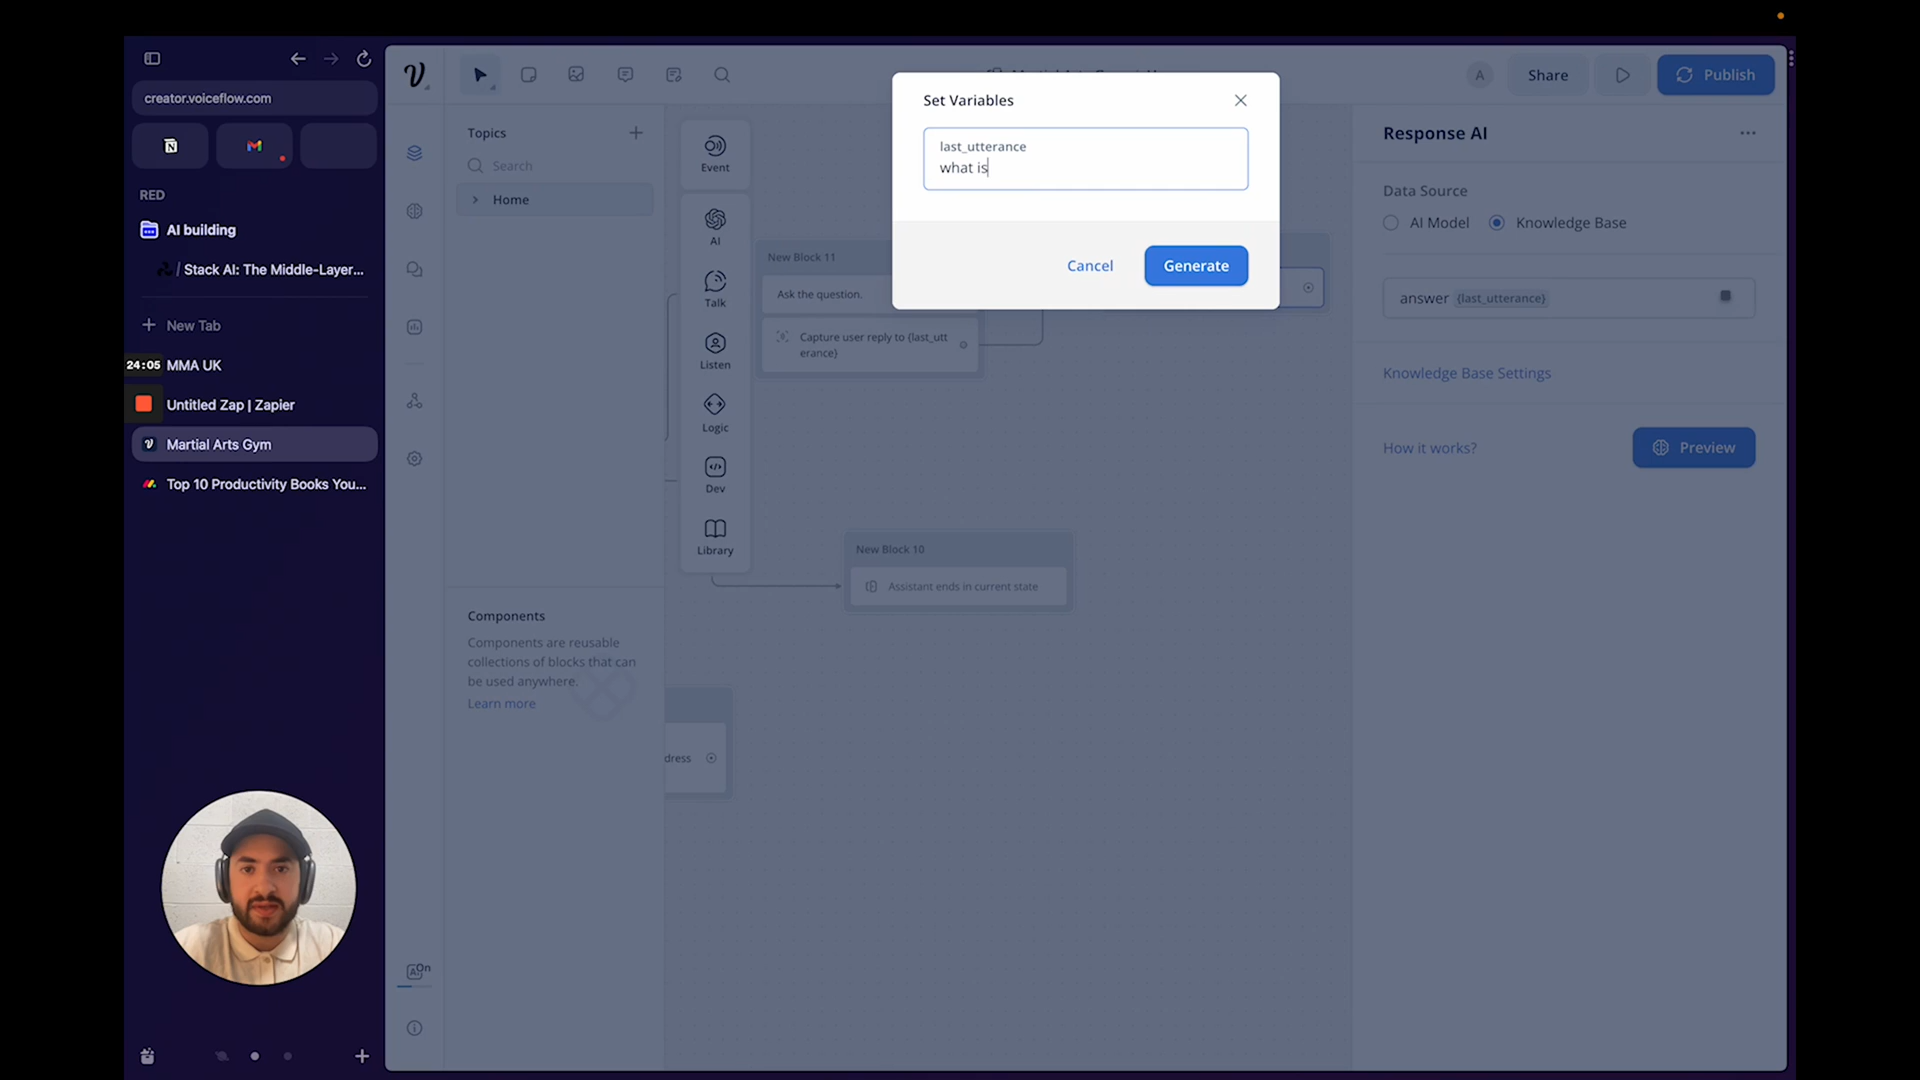 creator.voiceflow.com
RED
AI building
/ Stack AI: The Middle-Layer...
New Tab
24:05 MMA UK
Untitled Zap | Zapier
Martial Arts Gym
Top 10 Productivity Books You...
Topics
Search
Home
Components
Components are reusable
collections of blocks that can
be used anywhere.
Learn more
On
Event
AI
Talk
Listen
Logic
Dev
Library
New Block 11
Ask the question.
Capture user reply to {last_utt
erance}
New Block 10
Assistant ends in current state
dress
Set Variables
last_utterance
what is
Cancel
Generate
A
Share
Publish
Response AI
Data Source
AI Model
Knowledge Base
answer {last_utterance}
Knowledge Base Settings
How it works?
Preview